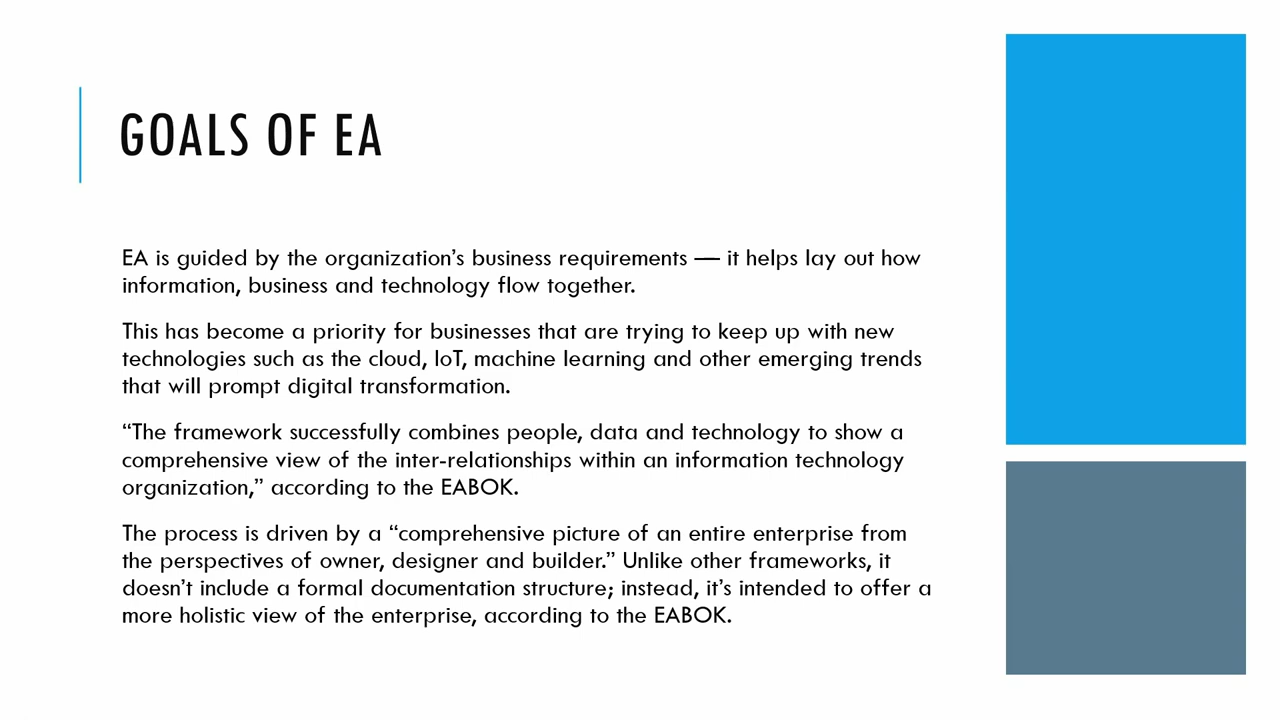 GOALS OF EA
EA is guided by the organization’s business requirements — it helps lay out how
information, business and technology flow together.
This has become a priority for businesses that are trying to keep up with new
technologies such as the cloud, IoT, machine learning and other emerging trends
that will prompt digital transformation.
“The framework successfully combines people, data and technology to show a
comprehensive view of the inter-relationships within an information technology
organization,” according to the EABOK.
The process is driven by a “comprehensive picture of an entire enterprise from
the perspectives of owner, designer and builder.” Unlike other frameworks, it
doesn’t include a formal documentation structure; instead, it’s intended to offer a
more holistic view of the enterprise, according to the EABOK.